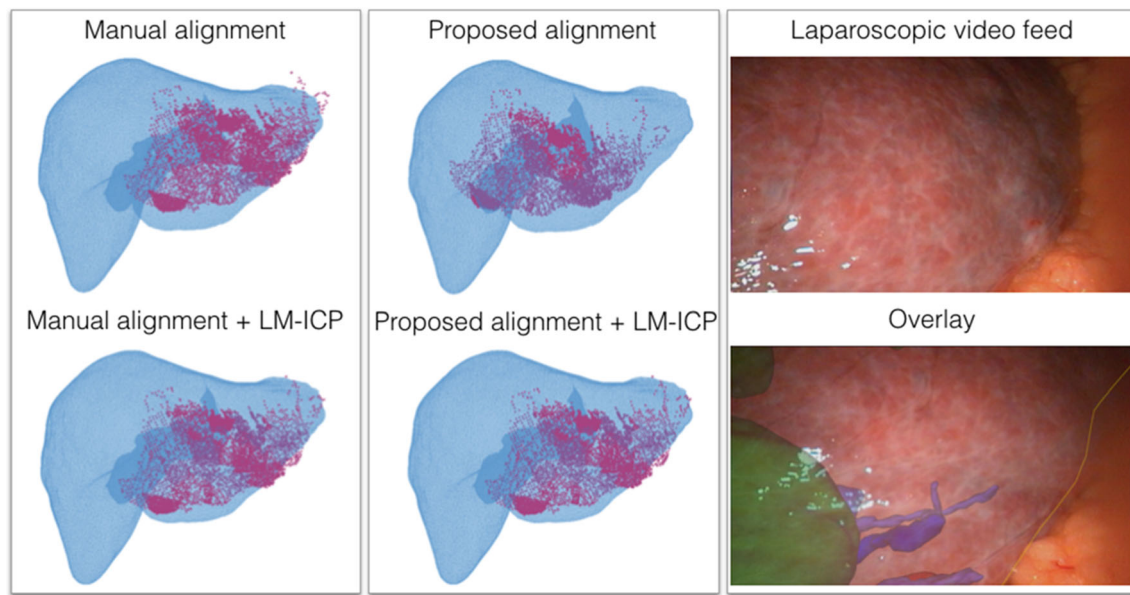 Manual alignment
Proposed alignment
Laparoscopic video feed
Manual alignment + LM-ICP
Proposed alignment + LM-ICP
Overlay